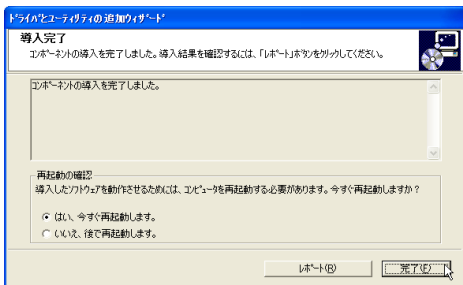 ﾄﾞﾗｲﾊﾞとﾕｰﾃｨﾘﾃｨの追加ｳｨｻﾞｰﾄﾞ
導入完了
ｺﾝﾎﾟｰﾈﾝﾄの導入を完了しました。導入結果を確認するには、「ﾚﾎﾟｰﾄ」ﾎﾞﾀﾝをｸﾘｯｸしてください。
ｺﾝﾎﾟｰﾈﾝﾄの導入を完了しました。
再起動の確認
導入したｿﾌﾄｳｪｱを動作させるためには、ｺﾝﾋﾟｭｰﾀを再起動する必要があります。今すぐ再起動しますか？
はい、今すぐ再起動します。
いいえ、後で再起動します。
ﾚﾎﾟｰﾄ(R)
完了(F)